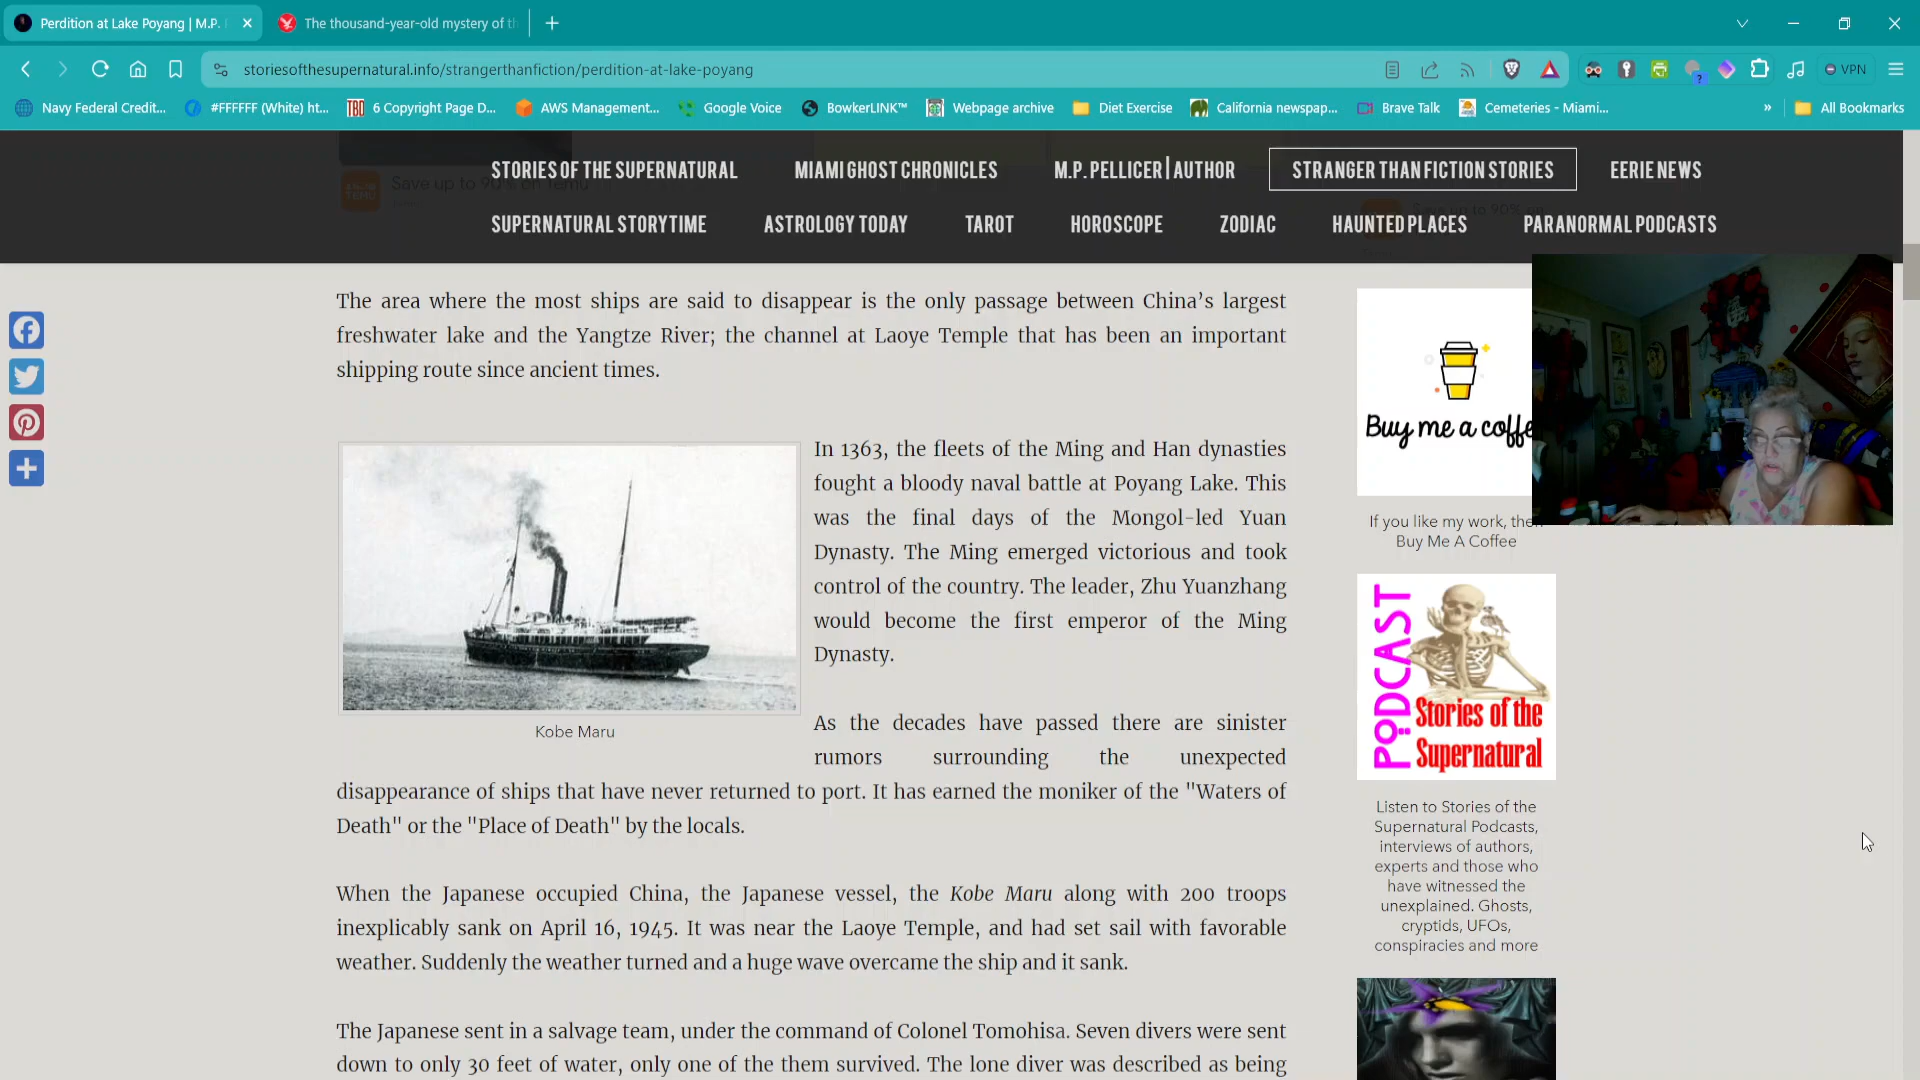 Perdition at Lake Poyang | M.P.
The thousand-year-old mystery of
storiesofthesupernatural.info/strangerthanfiction/perdition-at-lake-poyang
VPN
Navy Federal Credit...
#FFFFFF (White) ht...
6 Copyright Page D...
AWS Management...
Google Voice
BowkerLINK™
Webpage archive
Diet Exercise
California newspap...
Brave Talk
Cemeteries - Miami...
»
All Bookmarks
STORIES OF THE SUPERNATURAL
MIAMI GHOST CHRONICLES
M.P. PELLICER | AUTHOR
STRANGER THAN FICTION STORIES
EERIE NEWS
Save up to 90% on Temu
SUPERNATURAL STORYTIME
ASTROLOGY TODAY
TAROT
HOROSCOPE
ZODIAC
HAUNTED PLACES
PARANORMAL PODCASTS
The area where the most ships are said to disappear is the only passage between China’s largest
freshwater lake and the Yangtze River; the channel at Laoye Temple that has been an important
shipping route since ancient times.
In 1363, the fleets of the Ming and Han dynasties
fought a bloody naval battle at Poyang Lake. This
was the final days of the Mongol-led Yuan
Dynasty. The Ming emerged victorious and took
control of the country. The leader, Zhu Yuanzhang
would become the first emperor of the Ming
Dynasty.
Kobe Maru
As the decades have passed there are sinister
rumors surrounding the unexpected
disappearance of ships that have never returned to port. It has earned the moniker of the "Waters of
Death" or the "Place of Death" by the locals.
When the Japanese occupied China, the Japanese vessel, the Kobe Maru along with 200 troops
inexplicably sank on April 16, 1945. It was near the Laoye Temple, and had set sail with favorable
weather. Suddenly the weather turned and a huge wave overcame the ship and it sank.
The Japanese sent in a salvage team, under the command of Colonel Tomohisa. Seven divers were sent
down to only 30 feet of water, only one of the them survived. The lone diver was described as being
Buy me a coffe
If you like my work, then
Buy Me A Coffee
PODCAST
Stories of the
Supernatural
Listen to Stories of the
Supernatural Podcasts,
interviews of authors,
experts and those who
have witnessed the
unexplained. Ghosts,
cryptids, UFOs,
conspiracies and more